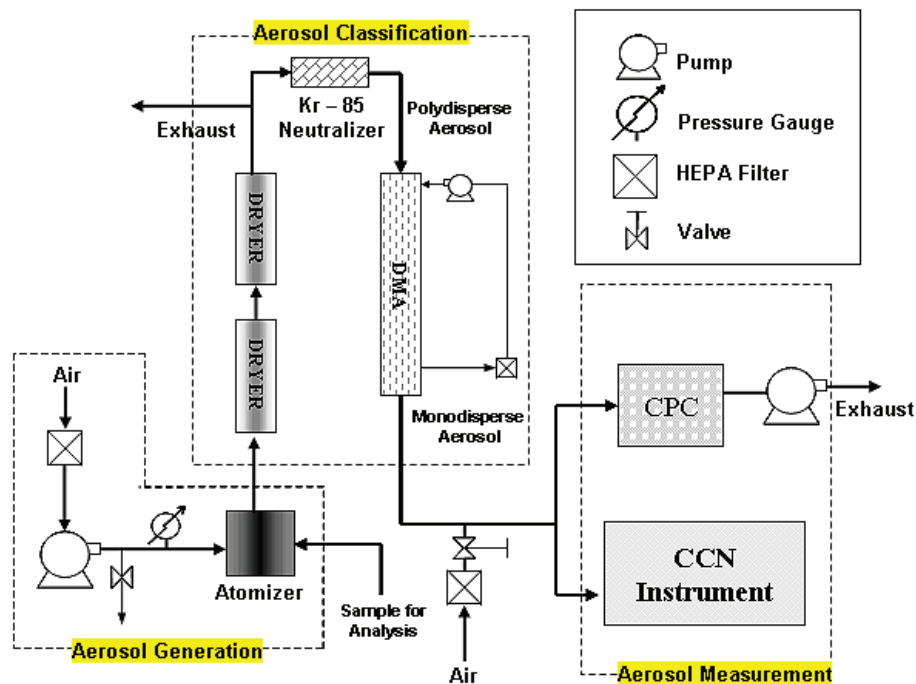 Aerosol Classification
Kr – 85
Neutralizer
Exhaust
Polydisperse
Aerosol
DRYER
DRYER
DMA
Monodisperse
Aerosol
Pump
Pressure Gauge
HEPA Filter
Valve
Air
Atomizer
Sample for
Analysis
Aerosol Generation
Air
CPC
Exhaust
CCN
Instrument
Aerosol Measurement